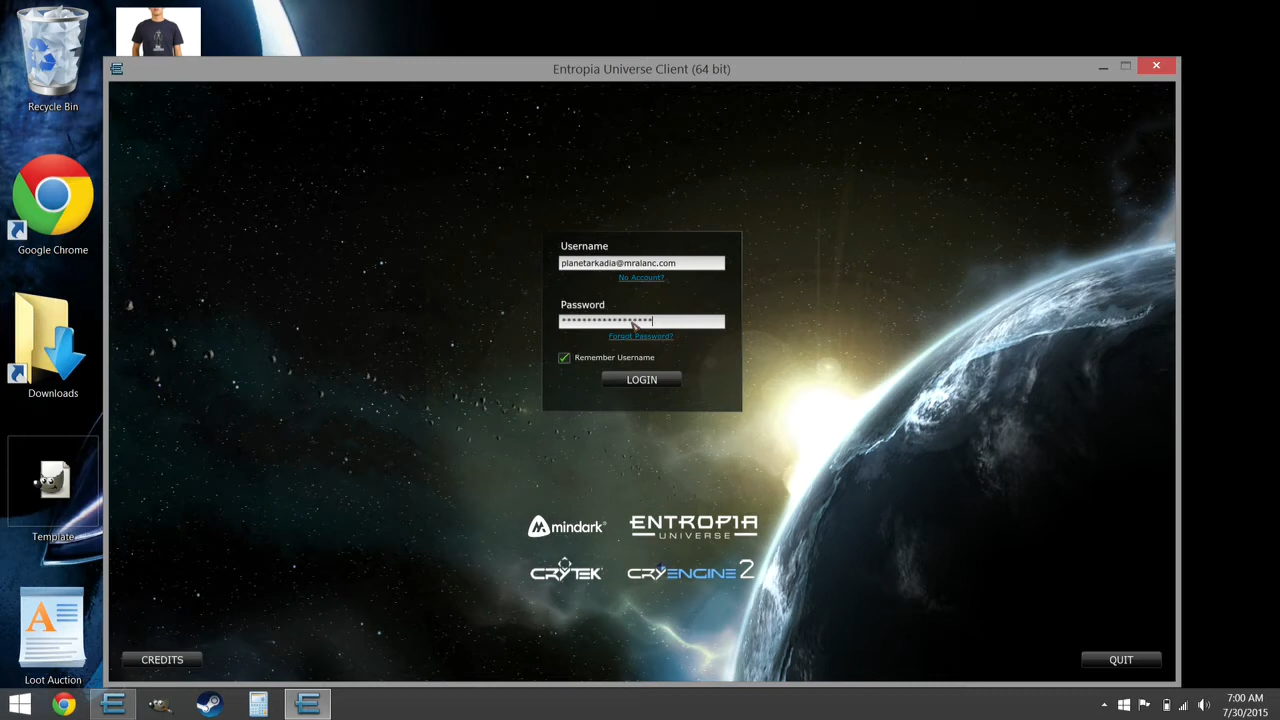 Entropia Universe Client (64 bit)
Recycle Bin
Google Chrome
Downloads
Template
Loot Auction
Username
planetarkadia@mralanc.com
No Account?
Password
******************
Forgot Password?
Remember Username
LOGIN
mindark
ENTROPIA
UNIVERSE
CRYTEK
CRYENGINE 2
CREDITS
QUIT
7:00 AM
7/30/2015